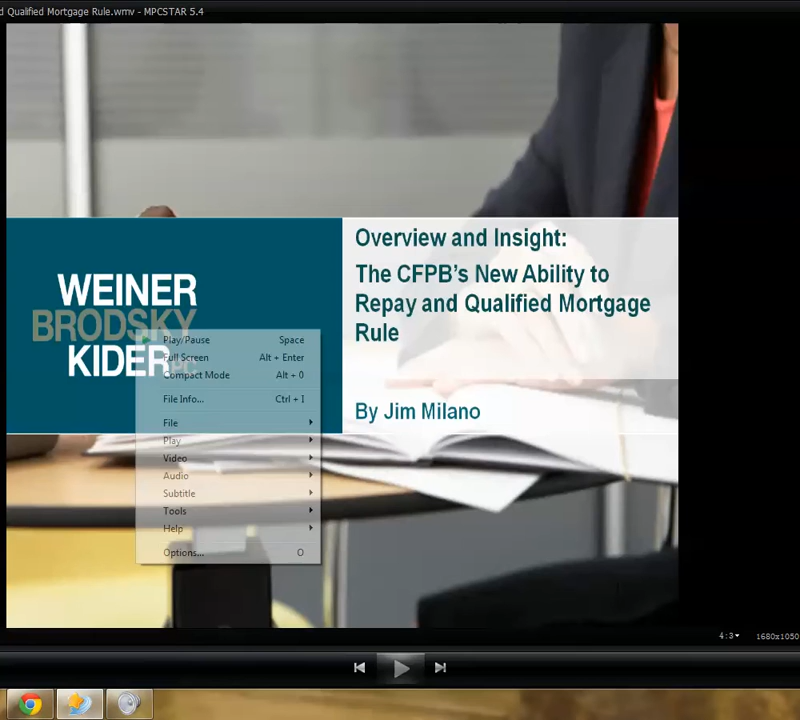 d Qualified Mortgage Rule.wmv - MPCSTAR 5.4
Overview and Insight:
The CFPB's New Ability to
Repay and Qualified Mortgage
Rule
By Jim Milano
WEINER
BRODSKY
KIDER PC
Play/Pause Space
Full Screen Alt + Enter
Compact Mode Alt + 0
File Info... Ctrl + I
File
Play
Video
Audio
Subtitle
Tools
Help
Options... O
4:3
1680x1050